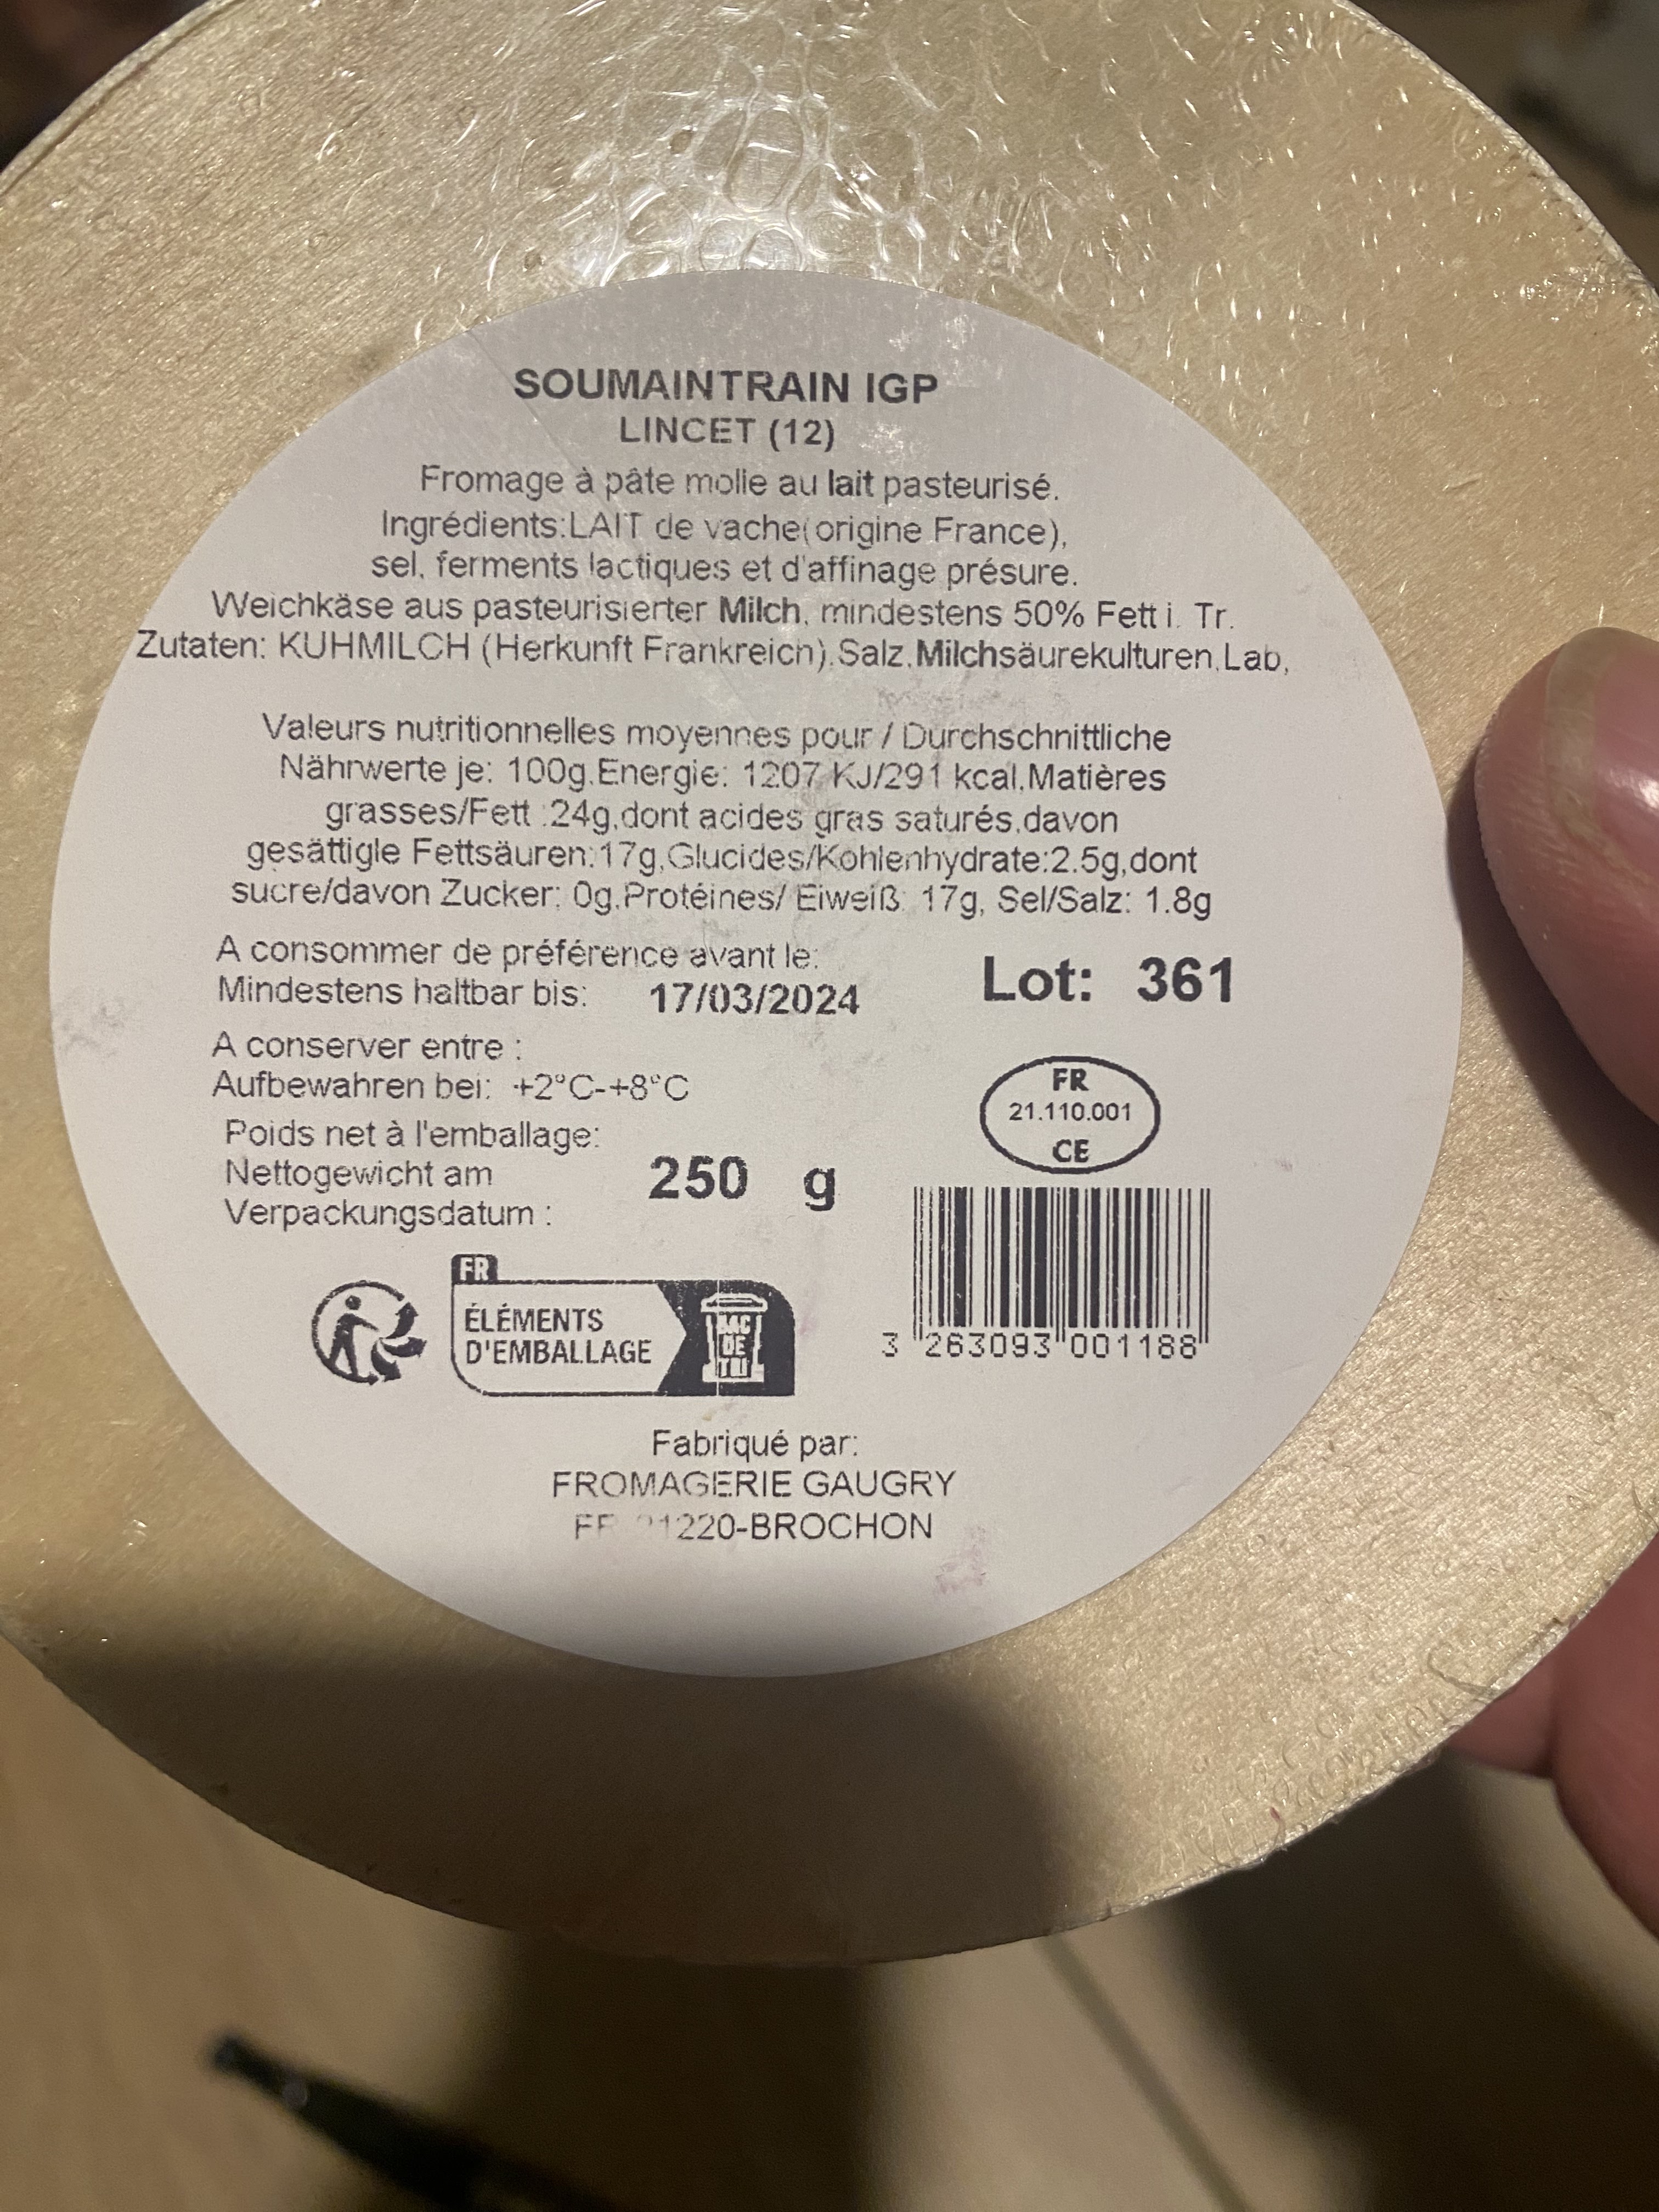 SOUMAINTRAIN IGP
LINCET (12)
Fromage à pâte molle au lait pasteurisé.
Ingrédients:LAIT de vache(origine France),
sel, ferments lactiques et d'affinage présure.
Weichkäse aus pasteurisierter Milch, mindestens 50% Fett i. Tr.
Zutaten: KUHMILCH (Herkunft Frankreich),Salz,Milchsäurekulturen,Lab,
Valeurs nutritionnelles moyennes pour / Durchschnittliche
Nährwerte je: 100g,Energie: 1207 KJ/291 kcal,Matières
grasses/Fett :24g,dont acides gras saturés,davon
gesättigle Fettsäuren:17g,Glucides/Kohlenhydrate:2.5g,dont
sucre/davon Zucker: 0g,Protéines/ Eiweiß: 17g, Sel/Salz: 1.8g
A consommer de préférence avant le:
Mindestens haltbar bis: 17/03/2024
Lot: 361
A conserver entre :
Aufbewahren bei: +2°C-+8°C
Poids net à l'emballage:
Nettogewicht am
Verpackungsdatum :
250 g
FR
21.110.001
CE
3 263093 001188
FR
ÉLÉMENTS
D'EMBALLAGE
BAC
DE
TRI
Fabriqué par:
FROMAGERIE GAUGRY
FR 21220-BROCHON